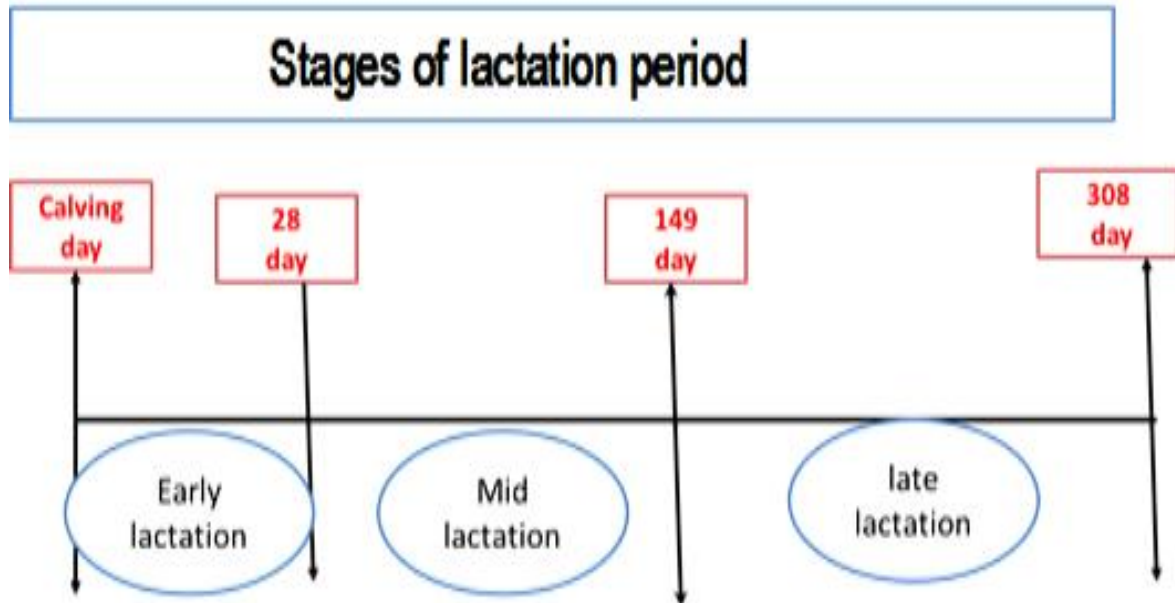 Stages of lactation period
Calving
day
28
day
149
day
308
day
Early
lactation
Mid
lactation
late
lactation